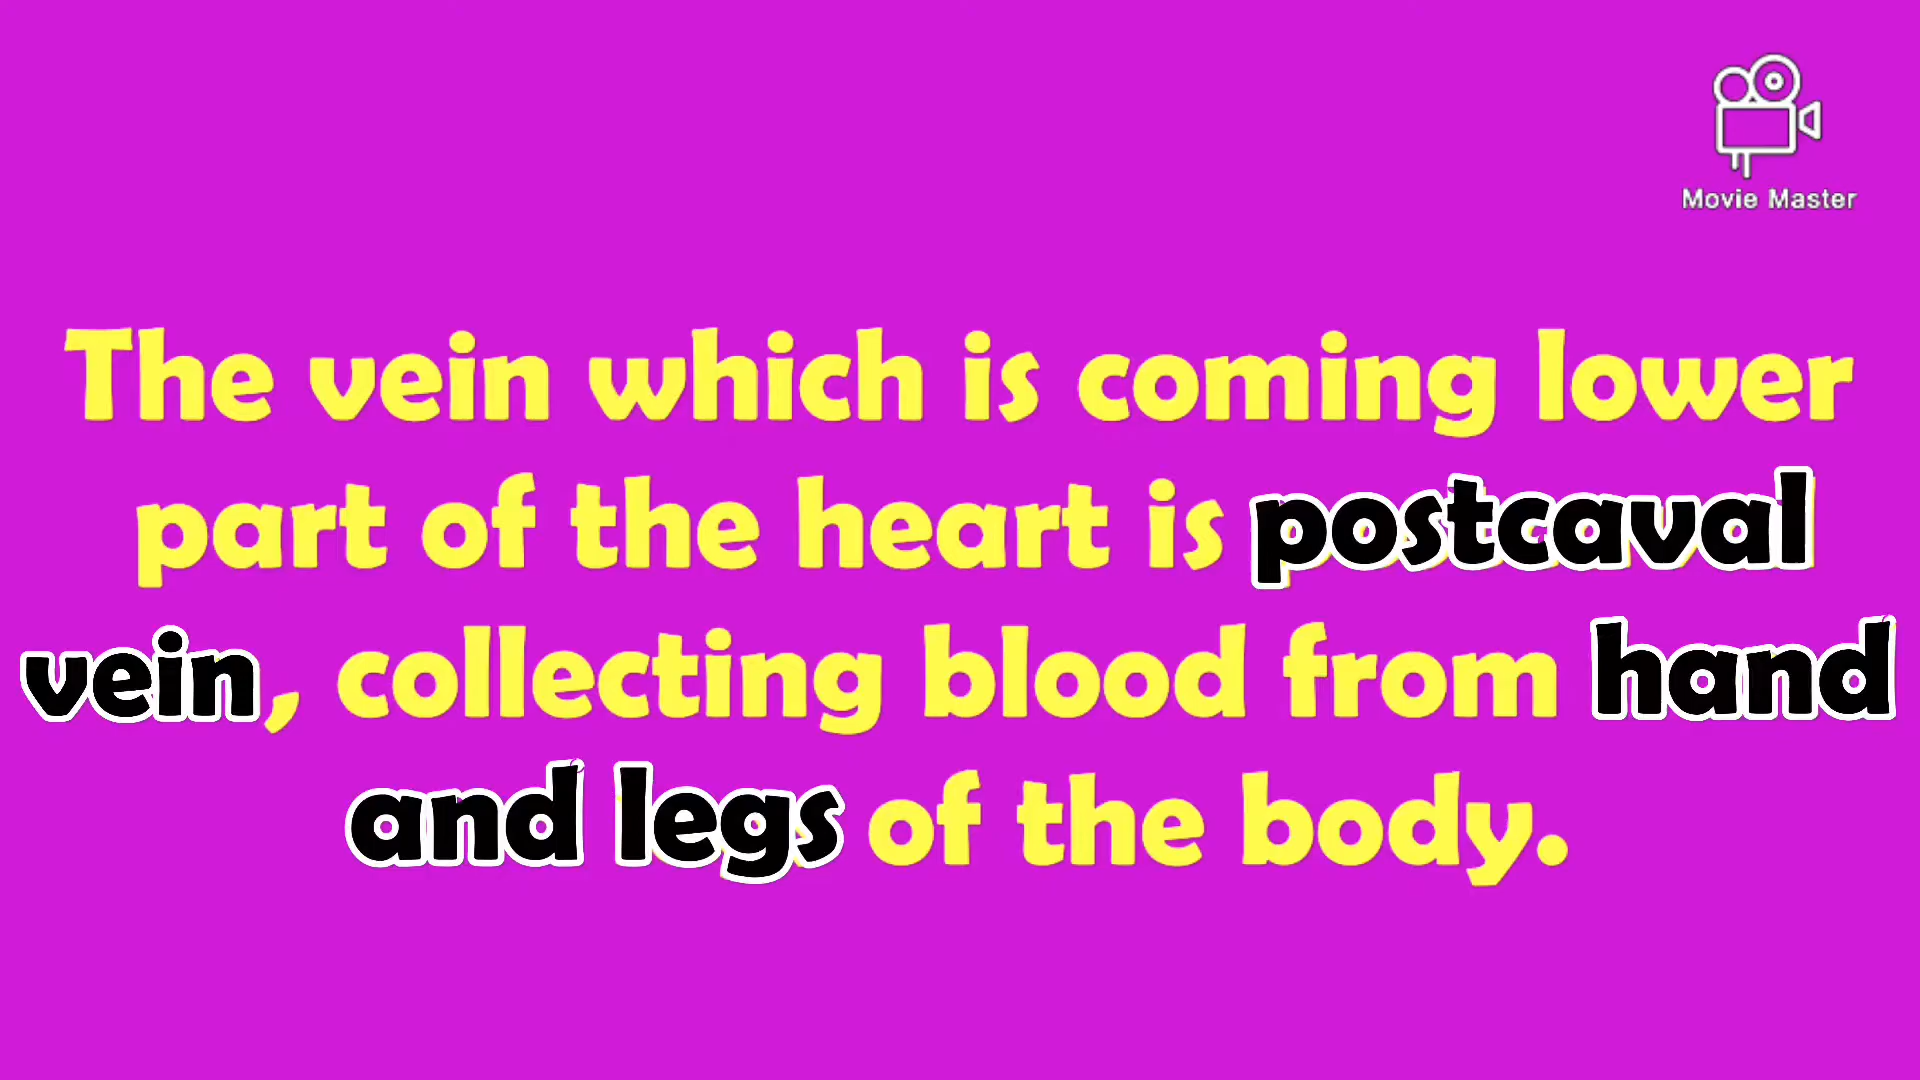 Movie Master
The vein which is coming lower
part of the heart is postcaval
vein, collecting blood from hand
and legs of the body.